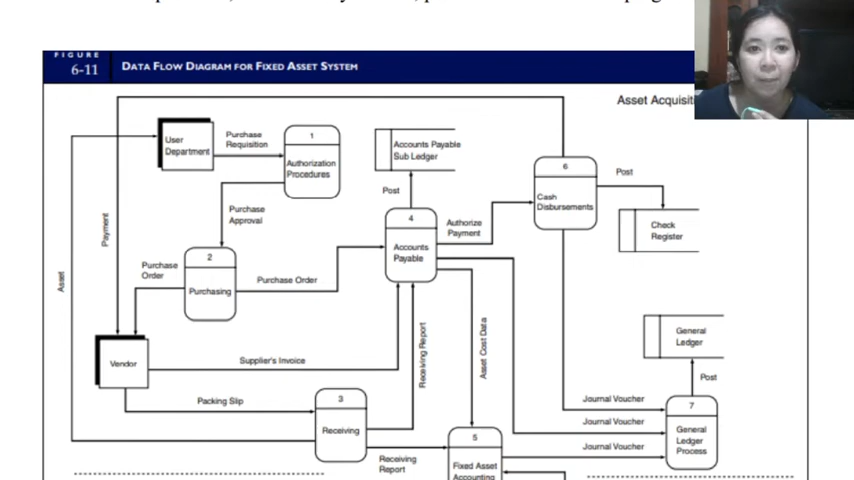 FIGURE
6-11 DATA FLOW DIAGRAM FOR FIXED ASSET SYSTEM
Asset
User
Department
Purchase
Requisition
1
Authorization
Procedures
Accounts Payable
Sub Ledger
Post
6
Cash
Disbursements
Post
Check
Register
Purchase
Approval
4
Accounts
Payable
Authorize
Payment
Payment
Asset
2
Purchasing
Purchase
Order
Purchase Order
Vendor
Supplier's Invoice
Receiving Report
Asset Cost Data
General
Ledger
Post
Packing Slip
3
Receiving
Receiving
Report
5
Fixed Asset
Accounting
Journal Voucher
Journal Voucher
Journal Voucher
7
General
Ledger
Process